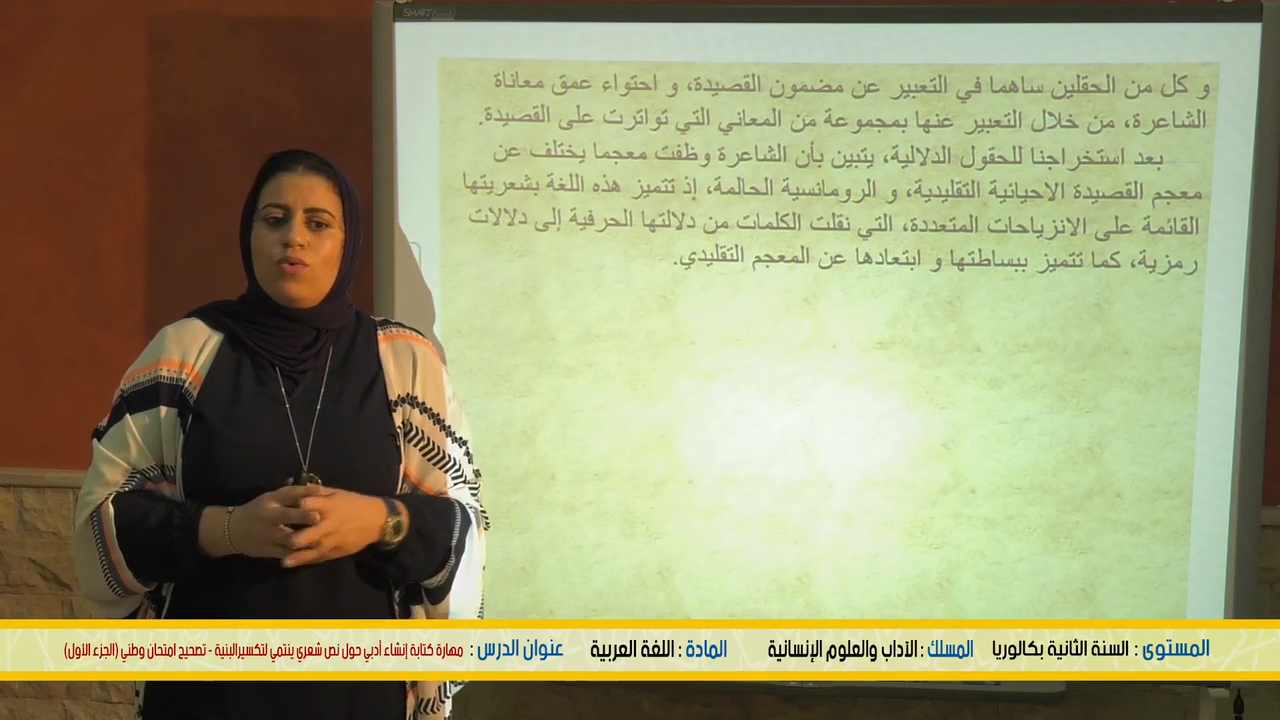 SMART Board
و كل من الحقلين ساهما في التعبير عن مضمون القصيدة، و احتواء عمق معاناة
الشاعرة، من خلال التعبير عنها بمجموعة من المعاني التي تواترت على القصيدة.
بعد استخراجنا للحقول الدلالية، يتبين بأن الشاعرة وظفت معجما يختلف عن
معجم القصيدة الاحيائية التقليدية، و الرومانسية الحالمة، إذ تتميز هذه اللغة بشعريتها
القائمة على الانزياحات المتعددة، التي نقلت الكلمات من دلالتها الحرفية إلى دلالات
رمزية، كما تتميز ببساطتها و ابتعادها عن المعجم التقليدي.
المستوى : السنة الثانية بكالوريا المسلك : الآداب والعلوم الإنسانية المادة : اللغة العربية عنوان الدرس : مهارة كتابة إنشاء أدبي حول نص شعري ينتمي لتكسيرالبنية - تصحيح امتحان وطني (الجزء الأول)